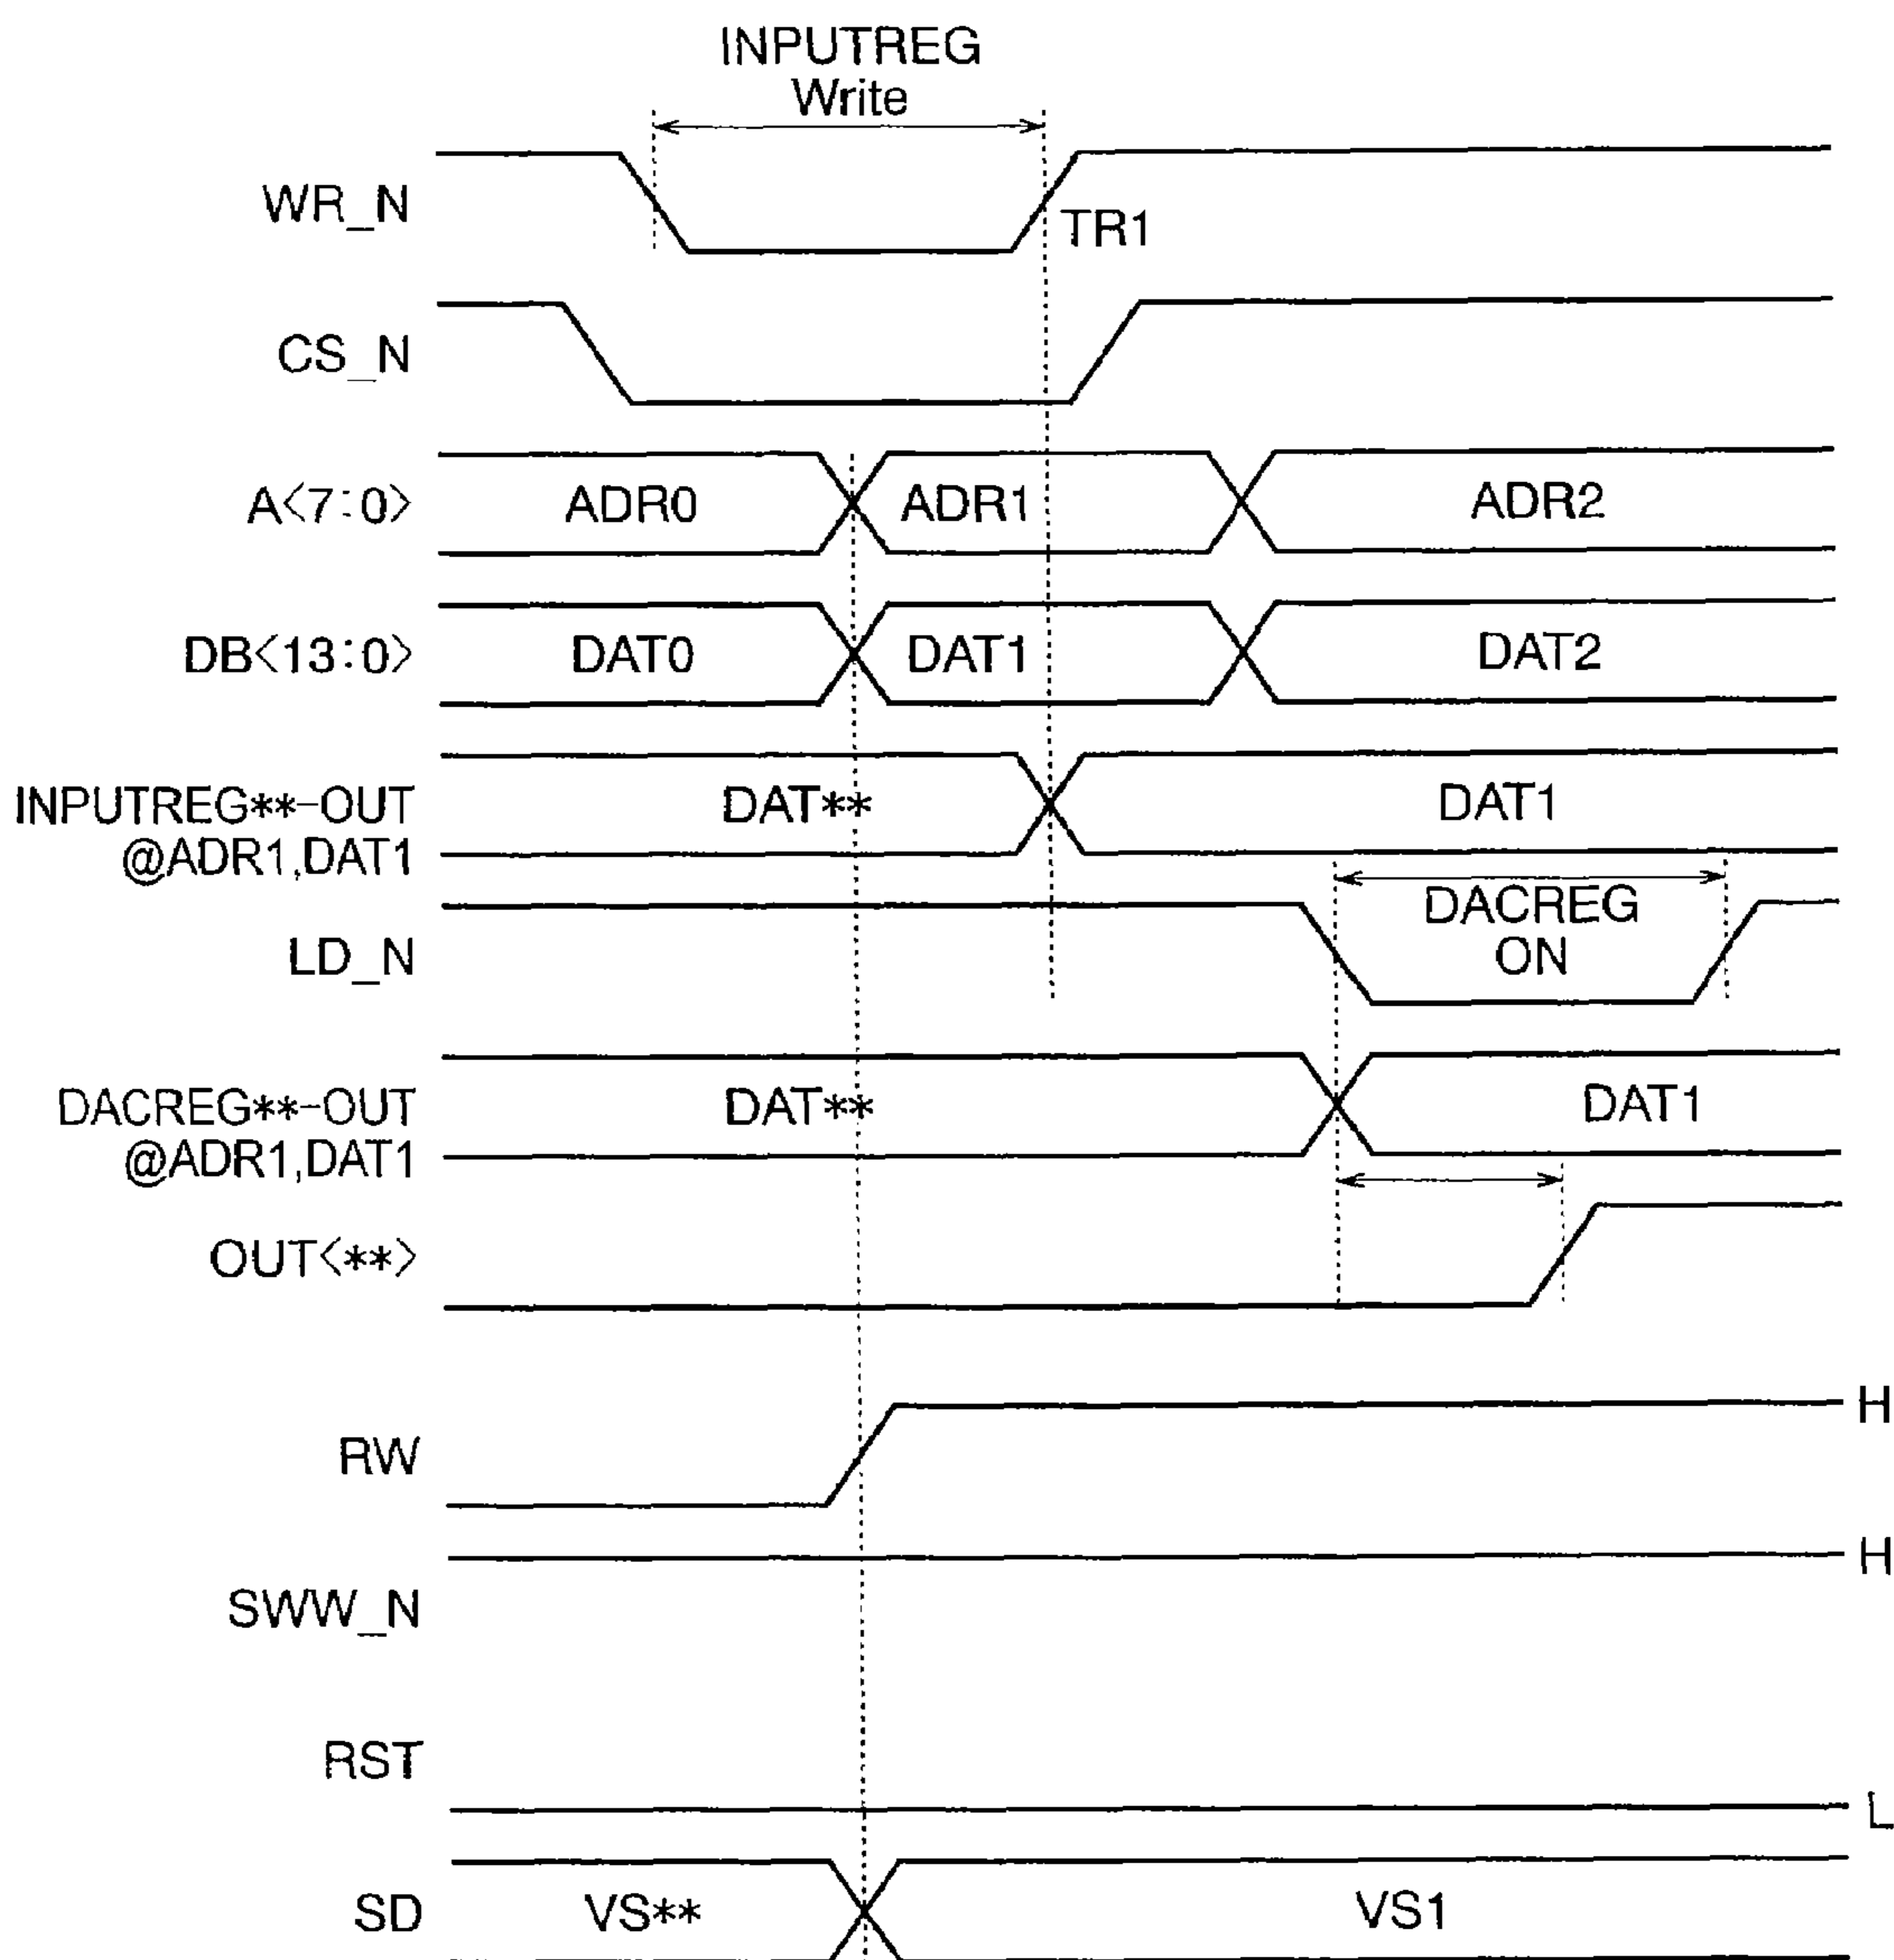 INPUTREG
Write
WR_N
TR1
CS_N
A<7:0>
ADR0
ADR1
ADR2
DB<13:0>
DAT0
DAT1
DAT2
INPUTREG**-OUT
@ADR1,DAT1
DAT**
DAT1
LD_N
DACREG
ON
DACREG**-OUT
@ADR1,DAT1
DAT**
DAT1
OUT<**>
RW
H
SWW_N
H
RST
L
SD
VS**
VS1